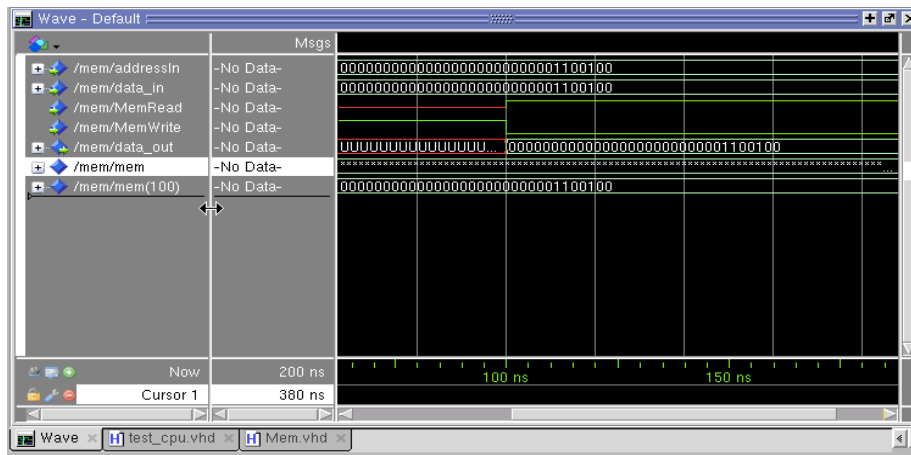 Wave - Default
Msgs
/mem/addressIn -No Data- 00000000000000000000000001100100
/mem/data_in -No Data- 00000000000000000000000001100100
/mem/MemRead -No Data-
/mem/MemWrite -No Data-
/mem/data_out -No Data- UUUUUUUUUUUUUUU... 00000000000000000000000001100100
/mem/mem -No Data- ...
/mem/mem(100) -No Data- 00000000000000000000000001100100
Now 200 ns 100 ns 150 ns
Cursor 1 380 ns
Wave test_cpu.vhd Mem.vhd